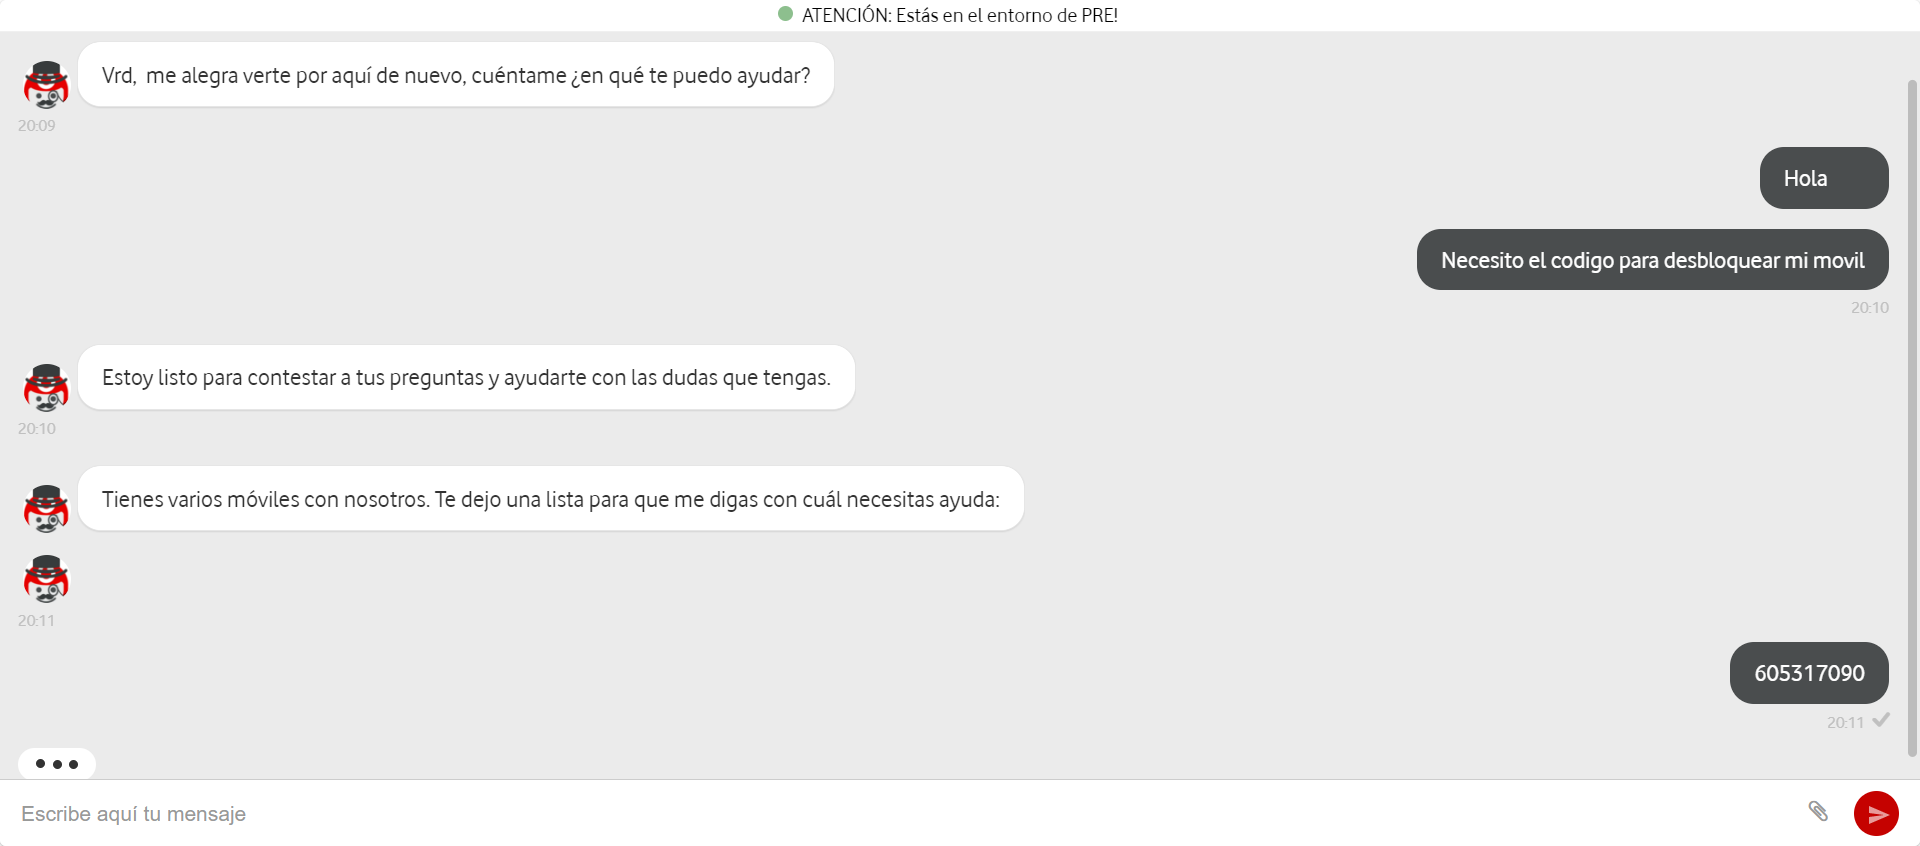 ATENCIÓN: Estás en el entorno de PRE!
Vrd,  me alegra verte por aquí de nuevo, cuéntame ¿en qué te puedo ayudar?
20:09
Hola
Necesito el codigo para desbloquear mi movil
20:10
Estoy listo para contestar a tus preguntas y ayudarte con las dudas que tengas.
20:10
Tienes varios móviles con nosotros. Te dejo una lista para que me digas con cuál necesitas ayuda:
20:11
605317090
20:11
Escribe aquí tu mensaje